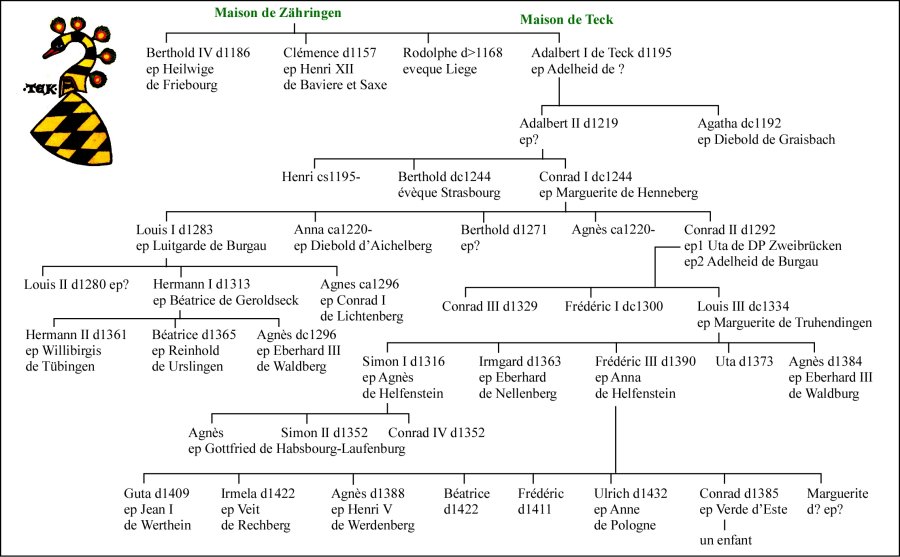 Maison de Zähringen
Maison de Teck
Berthold IV d1186
ep Heilwige
de Friebourg
Clémence d1157
ep Henri XII
de Baviere et Saxe
Rodolphe d>1168
eveque Liege
Adalbert I de Teck d1195
ep Adelheid de ?
TECK
Adalbert II d1219
ep?
Agatha dc1192
ep Diebold de Graisbach
Henri cs1195-
Berthold dc1244
évèque Strasbourg
Conrad I dc1244
ep Marguerite de Henneberg
Louis I d1283
ep Luitgarde de Burgau
Anna ca1220-
ep Diebold d'Aichelberg
Berthold d1271
ep?
Agnès ca1220-
Conrad II d1292
ep1 Uta de DP Zweibrücken
ep2 Adelheid de Burgau
Louis II d1280 ep?
Hermann I d1313
ep Béatrice de Geroldseck
Agnes ca1296
ep Conrad I
de Lichtenberg
Conrad III d1329
Frédéric I dc1300
Louis III dc1334
ep Marguerite de Truhendingen
Hermann II d1361
ep Willibirgis
de Tübingen
Béatrice d1365
ep Reinhold
de Urslingen
Agnès dc1296
ep Eberhard III
de Waldberg
Simon I d1316
ep Agnès
de Helfenstein
Irmgard d1363
ep Eberhard
de Nellenberg
Frédéric III d1390
ep Anna
de Helfenstein
Uta d1373
Agnès d1384
ep Eberhard III
de Waldburg
Agnès
ep Gottfried de Habsbourg-Laufenburg
Simon II d1352
Conrad IV d1352
Guta d1409
ep Jean I
de Werthein
Irmela d1422
ep Veit
de Rechberg
Agnès d1388
ep Henri V
de Werdenberg
Béatrice
d1422
Frédéric
d1411
Ulrich d1432
ep Anne
de Pologne
Conrad d1385
ep Verde d'Este
un enfant
Marguerite
d? ep?